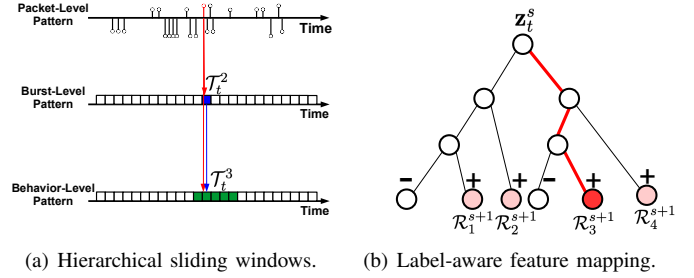 Packet-Level
Pattern
Time
𝒯_t^2
Burst-Level
Pattern
Time
𝒯_t^3
Behavior-Level
Pattern
Time
(a) Hierarchical sliding windows.
𝐳_t^s
− + + − + +
ℛ_1^{s+1} ℛ_2^{s+1} ℛ_3^{s+1} ℛ_4^{s+1}
(b) Label-aware feature mapping.